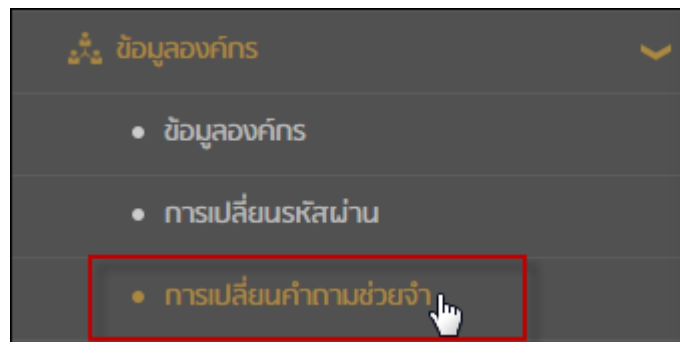 ข้อมูลองค์กร
ข้อมูลองค์กร
การเปลี่ยนรหัสผ่าน
การเปลี่ยนคำถามช่วยจำ